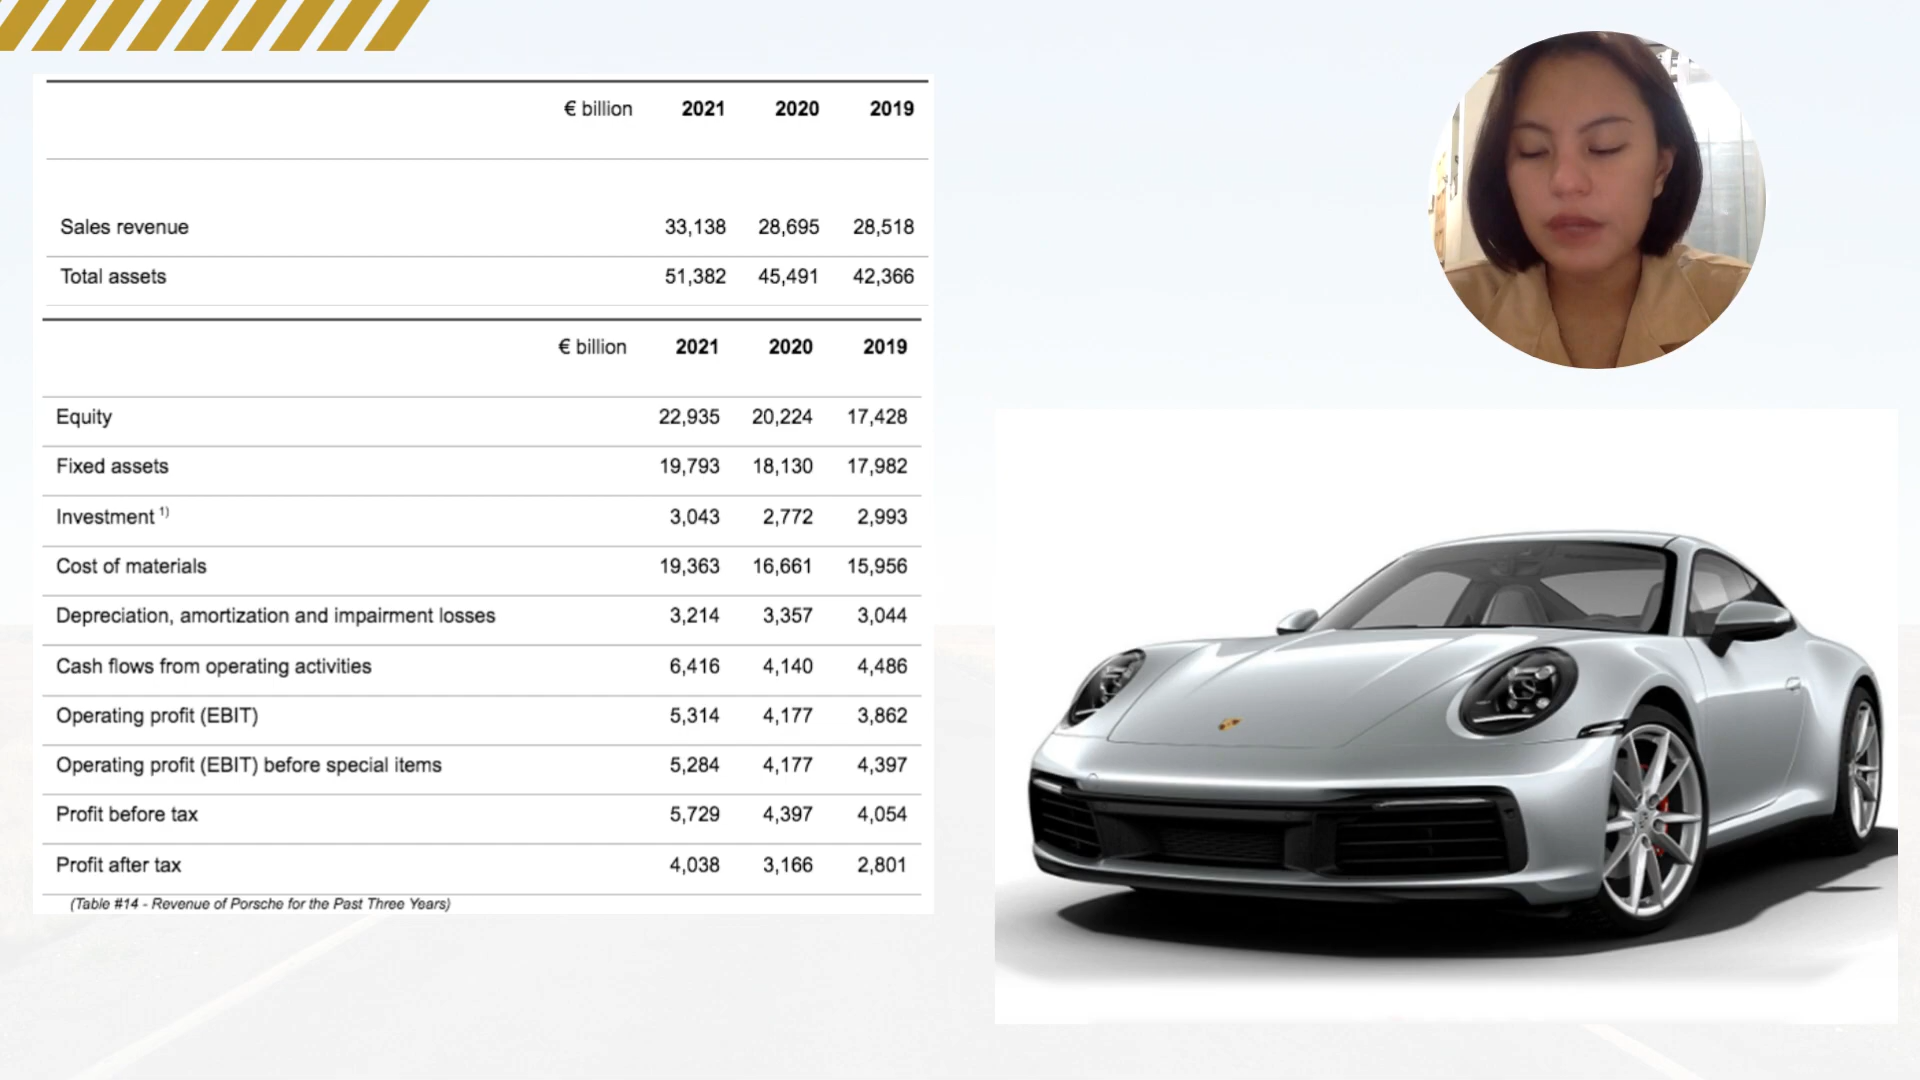 € billion 2021 2020 2019
Sales revenue 33,138 28,695 28,518
Total assets 51,382 45,491 42,366
€ billion 2021 2020 2019
Equity 22,935 20,224 17,428
Fixed assets 19,793 18,130 17,982
Investment 1) 3,043 2,772 2,993
Cost of materials 19,363 16,661 15,956
Depreciation, amortization and impairment losses 3,214 3,357 3,044
Cash flows from operating activities 6,416 4,140 4,486
Operating profit (EBIT) 5,314 4,177 3,862
Operating profit (EBIT) before special items 5,284 4,177 4,397
Profit before tax 5,729 4,397 4,054
Profit after tax 4,038 3,166 2,801
(Table #14 - Revenue of Porsche for the Past Three Years)